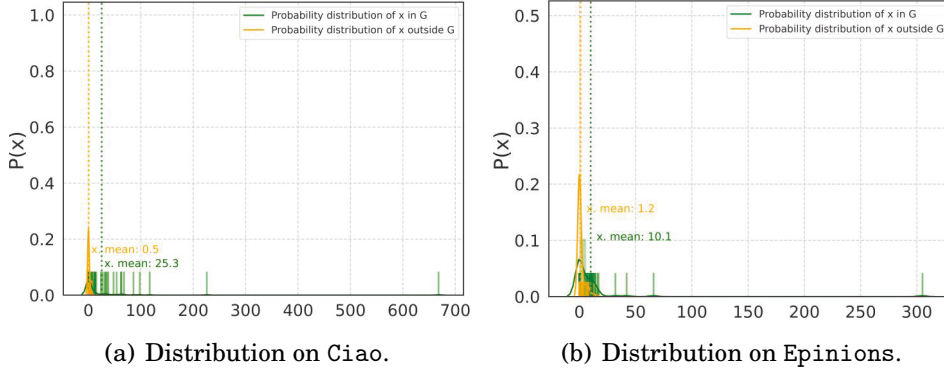 1.0
0.8
0.6
0.4
0.2
0.0
P(x)
Probability distribution of x in G
Probability distribution of x outside G
x. mean: 0.5
x. mean: 25.3
0 100 200 300 400 500 600 700
(a) Distribution on Ciao.
0.5
0.4
0.3
0.2
0.1
0.0
P(x)
Probability distribution of x in G
Probability distribution of x outside G
x. mean: 1.2
x. mean: 10.1
0 50 100 150 200 250 300
(b) Distribution on Epinions.